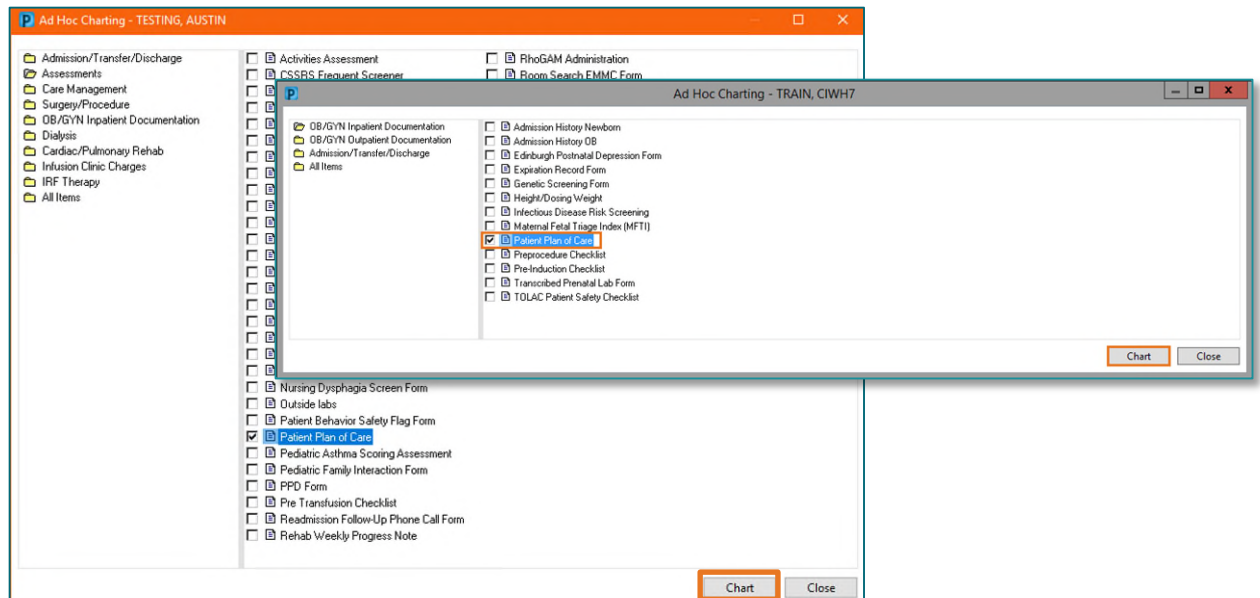 Ad Hoc Charting - TESTING, AUSTIN
Admission/Transfer/Discharge
Assessments
Care Management
Surgery/Procedure
OB/GYN Inpatient Documentation
Dialysis
Cardiac/Pulmonary Rehab
Infusion Clinic Charges
IRF Therapy
All Items
Activities Assessment
CSSRS Frequent Screener
RhoGAM Administration
Room Search EMMC Form
Nursing Dysphagia Screen Form
Outside labs
Patient Behavior Safety Flag Form
Patient Plan of Care
Pediatric Asthma Scoring Assessment
Pediatric Family Interaction Form
PPD Form
Pre Transfusion Checklist
Readmission Follow-Up Phone Call Form
Rehab Weekly Progress Note
Chart
Close
Ad Hoc Charting - TRAIN, CIWH7
OB/GYN Inpatient Documentation
OB/GYN Outpatient Documentation
Admission/Transfer/Discharge
All Items
Admission History Newborn
Admission History OB
Edinburgh Postnatal Depression Form
Expiration Record Form
Genetic Screening Form
Height/Dosing Weight
Infectious Disease Risk Screening
Maternal Fetal Triage Index (MFTI)
Patient Plan of Care
Preprocedure Checklist
Pre-Induction Checklist
Transcribed Prenatal Lab Form
TOLAC Patient Safety Checklist
Chart
Close